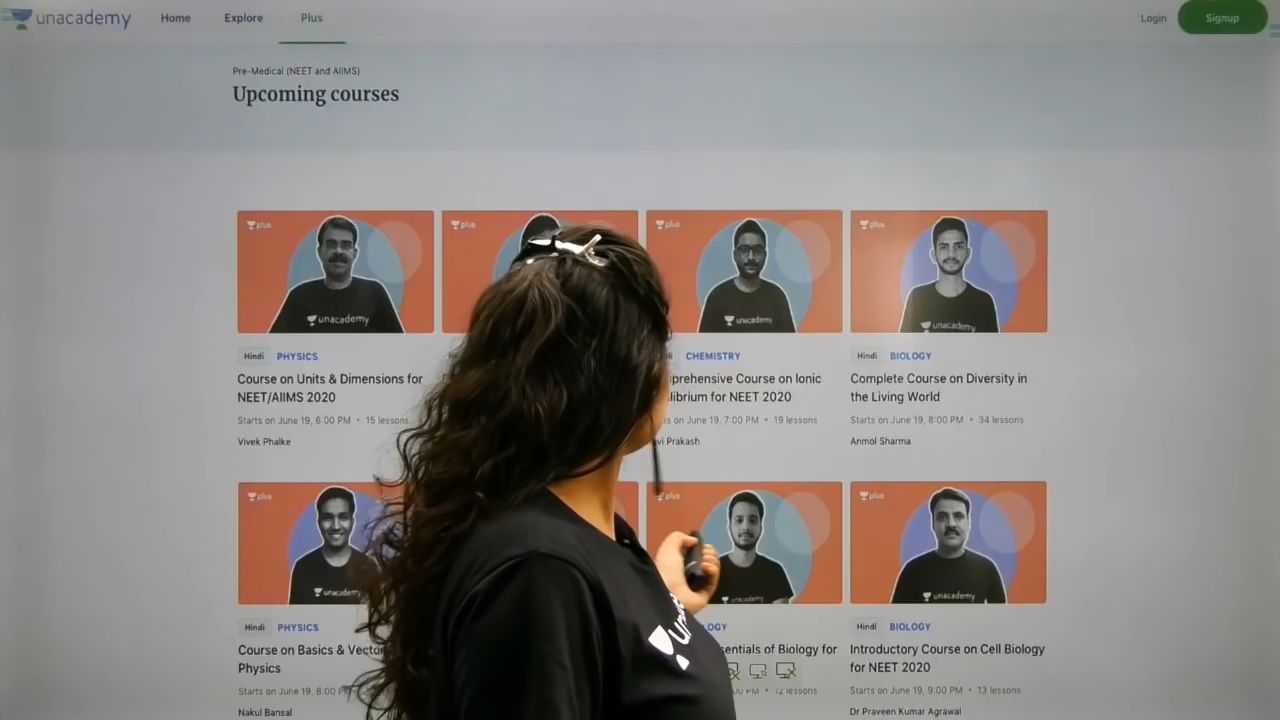 unacademy Home Explore Plus Login Signup
Pre-Medical (NEET and AIIMS)
Upcoming courses
plus plus plus plus
unacademy unacademy unacademy
Hindi PHYSICS CHEMISTRY Hindi BIOLOGY
Course on Units & Dimensions for prehensive Course on Ionic Complete Course on Diversity in
NEET/AIIMS 2020 librium for NEET 2020 the Living World
Starts on June 19, 6:00 PM • 15 lessons on June 19, 7:00 PM • 19 lessons Starts on June 19, 8:00 PM • 34 lessons
Vivek Phalke vi Prakash Anmol Sharma
plus plus plus
unacademy unacademy unacademy
Hindi PHYSICS LOGY Hindi BIOLOGY
Course on Basics & Vecto sentials of Biology for Introductory Course on Cell Biology
Physics for NEET 2020
Starts on June 19, 8:00 P • 12 lessons Starts on June 19, 9:00 PM • 13 lessons
Nakul Bansal Dr Praveen Kumar Agrawal